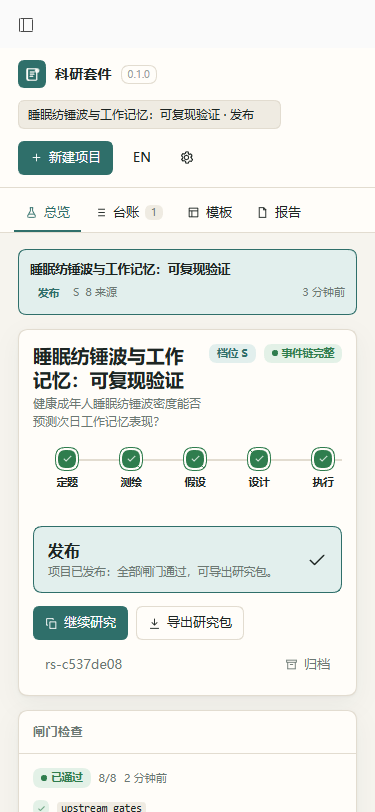 科研套件 0.1.0
睡眠纺锤波与工作记忆：可复现验证 · 发布
新建项目 EN
总览 台账 1 模板 报告
睡眠纺锤波与工作记忆：可复现验证
发布 S 8 来源 3 分钟前
睡眠纺锤波与工作
记忆：可复现验证
档位 S 事件链完整
健康成年人睡眠纺锤波密度能否
预测次日工作记忆表现？
定题 测绘 假设 设计 执行
发布
项目已发布：全部闸门通过，可导出研究包。
继续研究 导出研究包
rs-c537de08 归档
闸门检查
已通过 8/8 2 分钟前
upstream gates